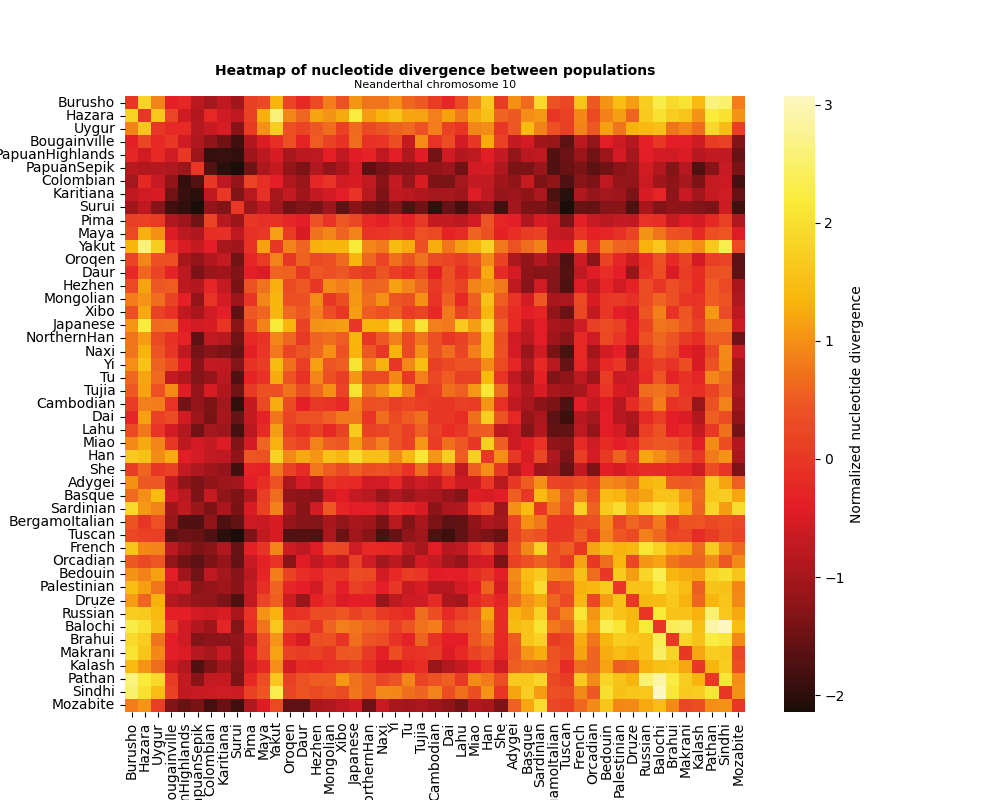 Heatmap of nucleotide divergence between populations
Neanderthal chromosome 10
Burusho
Hazara
Uygur
Bougainville
PapuanHighlands
PapuanSepik
Colombian
Karitiana
Surui
Pima
Maya
Yakut
Oroqen
Daur
Hezhen
Mongolian
Xibo
Japanese
NorthernHan
Naxi
Yi
Tu
Tujia
Cambodian
Dai
Lahu
Miao
Han
She
Adygei
Basque
Sardinian
BergamoItalian
Tuscan
French
Orcadian
Bedouin
Palestinian
Druze
Russian
Balochi
Brahui
Makrani
Kalash
Pathan
Sindhi
Mozabite
Burusho
Hazara
Uygur
ougainville
nHighlands
apuanSepik
Colombian
Karitiana
Surui
Pima
Maya
Yakut
Oroqen
Daur
Hezhen
Mongolian
Xibo
Japanese
orthernHan
Naxi
Yi
Tu
Tujia
Cambodian
Dai
Lahu
Miao
Han
She
Adygei
Basque
Sardinian
amoItalian
Tuscan
French
Orcadian
Bedouin
Palestinian
Druze
Russian
Balochi
Brahui
Makrani
Kalash
Pathan
Sindhi
Mozabite
3
2
1
0
−1
−2
Normalized nucleotide divergence